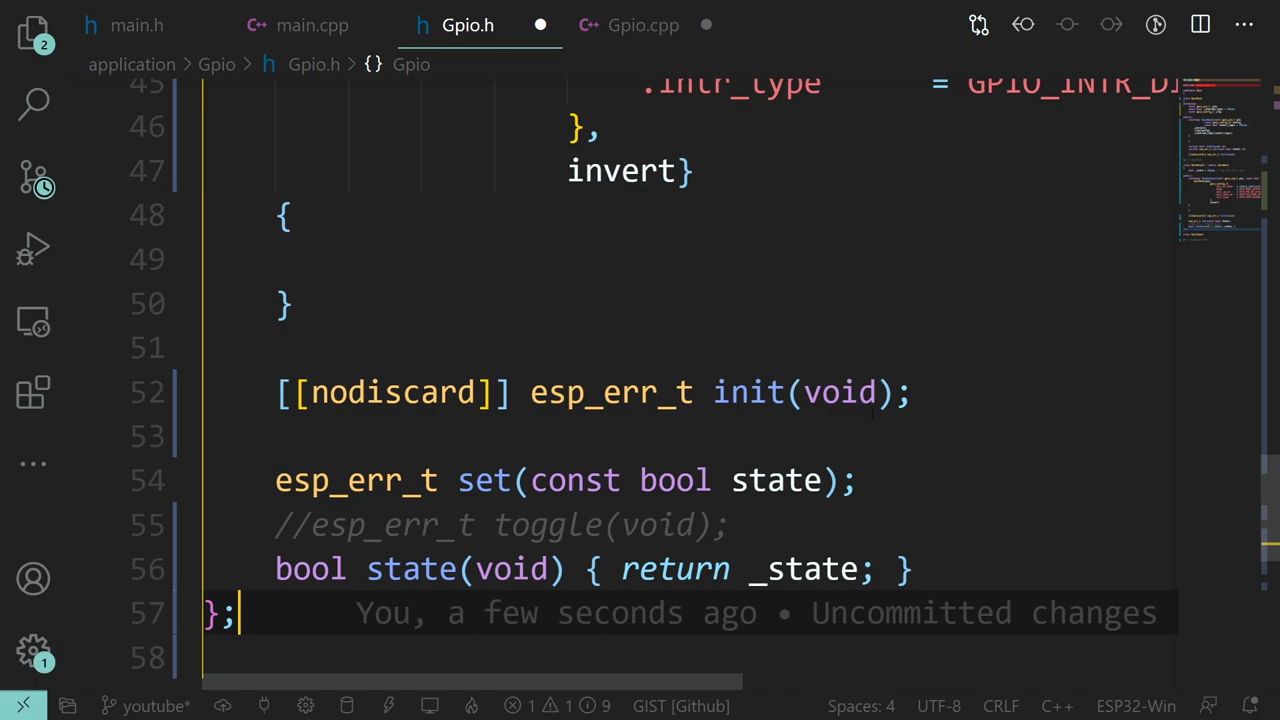 main.h main.cpp Gpio.h Gpio.cpp
application > Gpio > Gpio.h > {} Gpio
45 .intr_type = GPIO_INTR_DI
46 },
47 invert}
48 {
49
50 }
51
52 [[nodiscard]] esp_err_t init(void);
53
54 esp_err_t set(const bool state);
55 //esp_err_t toggle(void);
56 bool state(void) { return _state; }
57 }; You, a few seconds ago • Uncommitted changes
58
2
1
youtube* 1 1 9 GIST [Github] Spaces: 4 UTF-8 CRLF C++ ESP32-Win